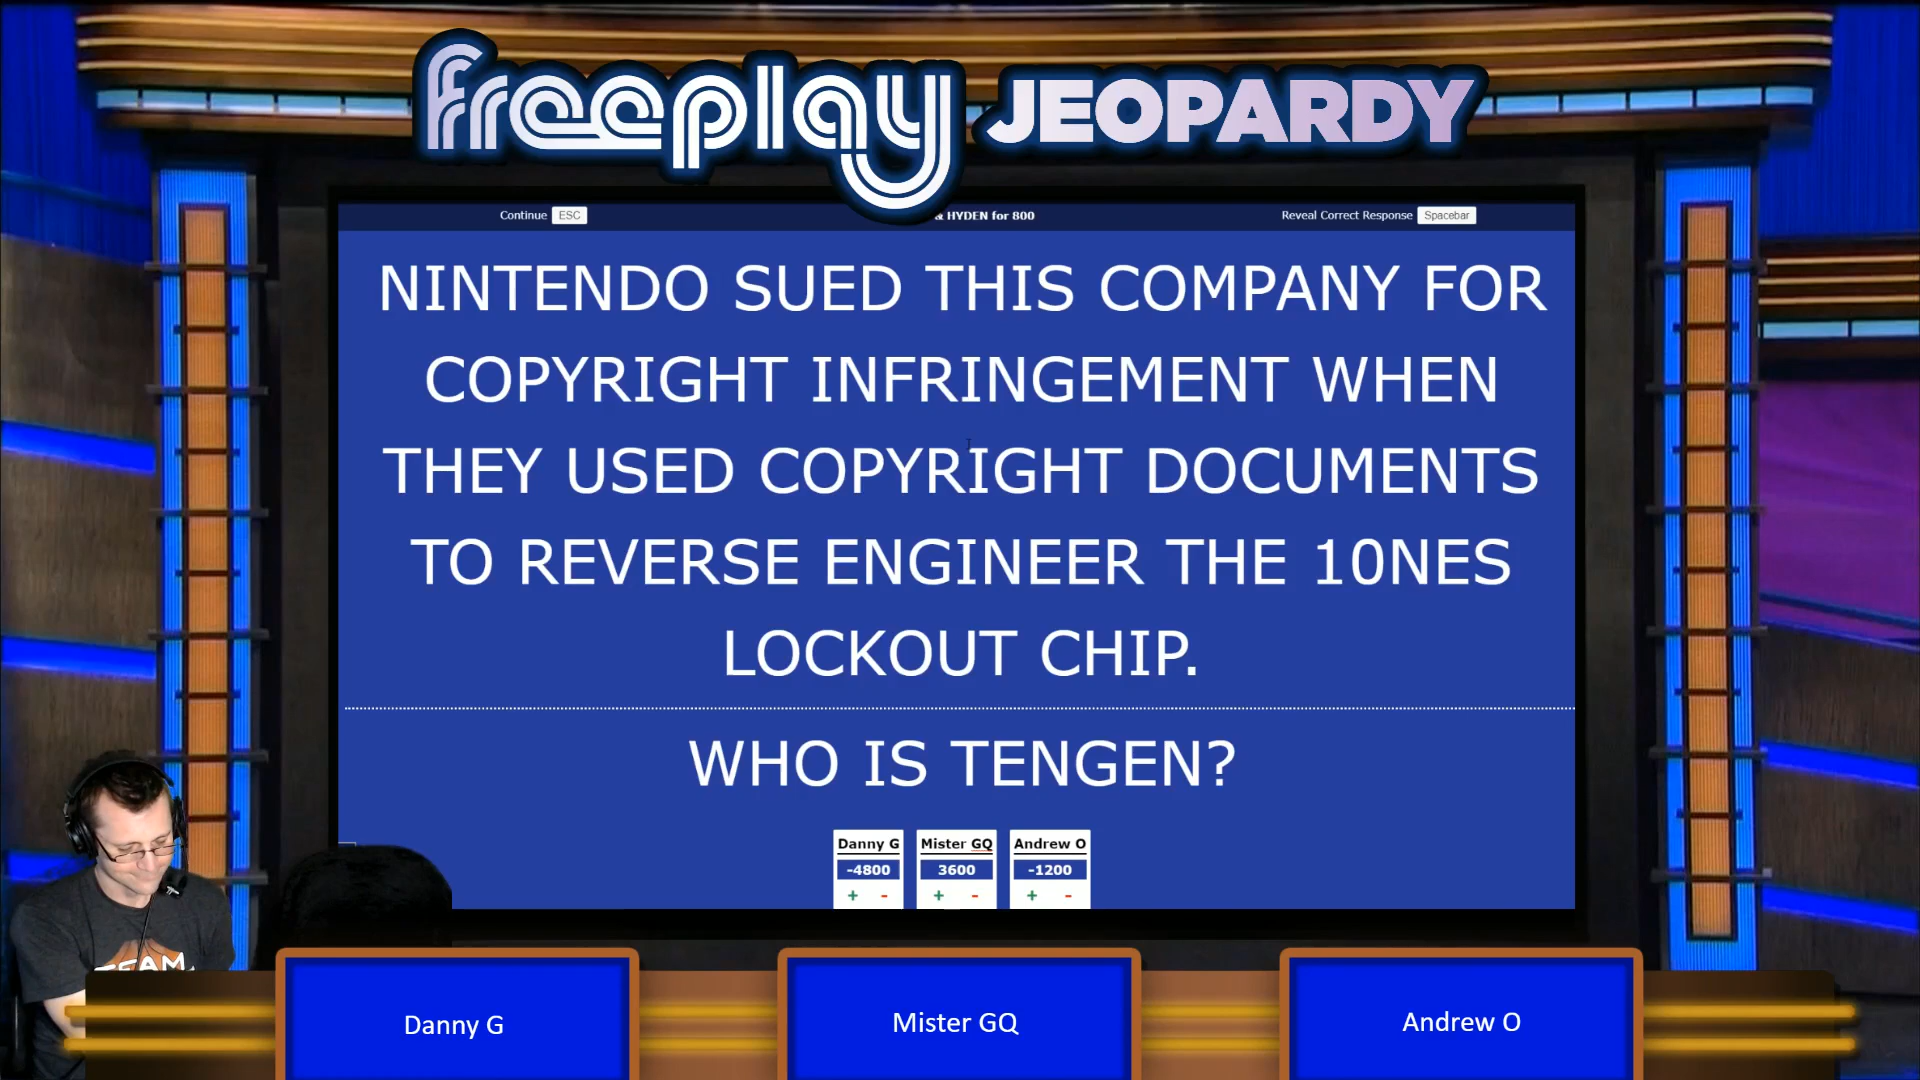 freeplay JEOPARDY
Continue ESC
& HYDEN for 800
Reveal Correct Response Spacebar
NINTENDO SUED THIS COMPANY FOR
COPYRIGHT INFRINGEMENT WHEN
THEY USED COPYRIGHT DOCUMENTS
TO REVERSE ENGINEER THE 10NES
LOCKOUT CHIP.
WHO IS TENGEN?
Danny G Mister GQ Andrew O
-4800 3600 -1200
+ - + - + -
TEAM
Danny G
Mister GQ
Andrew O